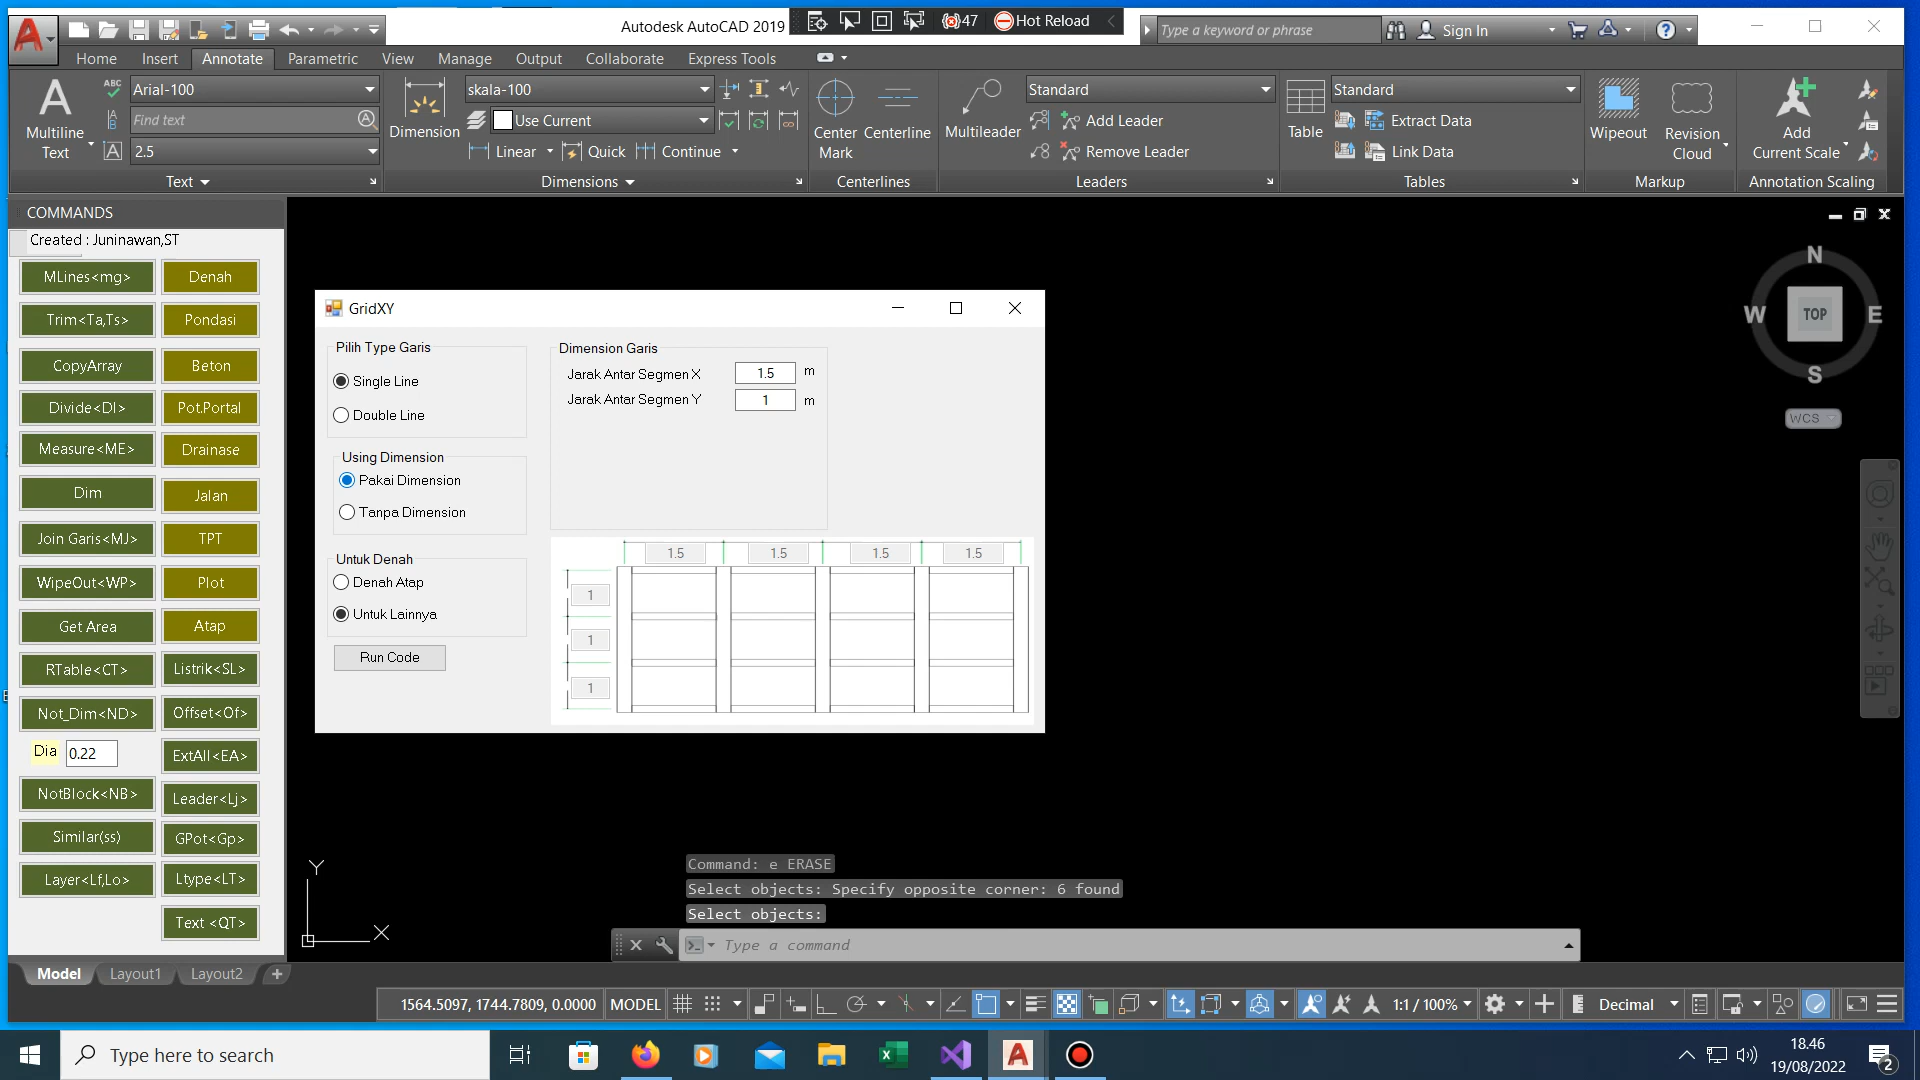 Autodesk AutoCAD 2019
47
Hot Reload
Type a keyword or phrase
Sign In
Home Insert Annotate Parametric View Manage Output Collaborate Express Tools
Multiline
Text
ABC
Arial-100
Find text
2.5
Text
Dimension
skala-100
Use Current
Linear Quick Continue
Dimensions
Center
Mark
Centerline
Centerlines
Multileader
Standard
Add Leader
Remove Leader
Leaders
Table
Standard
Extract Data
Link Data
Tables
Wipeout
Revision
Cloud
Markup
Add
Current Scale
Annotation Scaling
COMMANDS
Created : Juninawan,ST
MLines<mg> Denah
Trim<Ta,Ts> Pondasi
CopyArray Beton
Divide<DI> Pot.Portal
Measure<ME> Drainase
Dim Jalan
Join Garis<MJ> TPT
WipeOut<WP> Plot
Get Area Atap
RTable<CT> Listrik<SL>
Not_Dim<ND> Offset<Of>
Dia 0.22 ExtAll<EA>
NotBlock<NB> Leader<Lj>
Similar(ss) GPot<Gp>
Layer<Lf,Lo> Ltype<LT>
Text <QT>
GridXY
Pilih Type Garis
Single Line
Double Line
Using Dimension
Pakai Dimension
Tanpa Dimension
Untuk Denah
Denah Atap
Untuk Lainnya
Run Code
Dimension Garis
Jarak Antar Segmen X 1.5 m
Jarak Antar Segmen Y 1 m
1.5 1.5 1.5 1.5
1
1
1
N
W TOP E
S
WCS
Y
X
Command: e ERASE
Select objects: Specify opposite corner: 6 found
Select objects:
Type a command
Model Layout1 Layout2 +
1564.5097, 1744.7809, 0.0000 MODEL 1:1 / 100% Decimal
Type here to search
18.46
19/08/2022
2